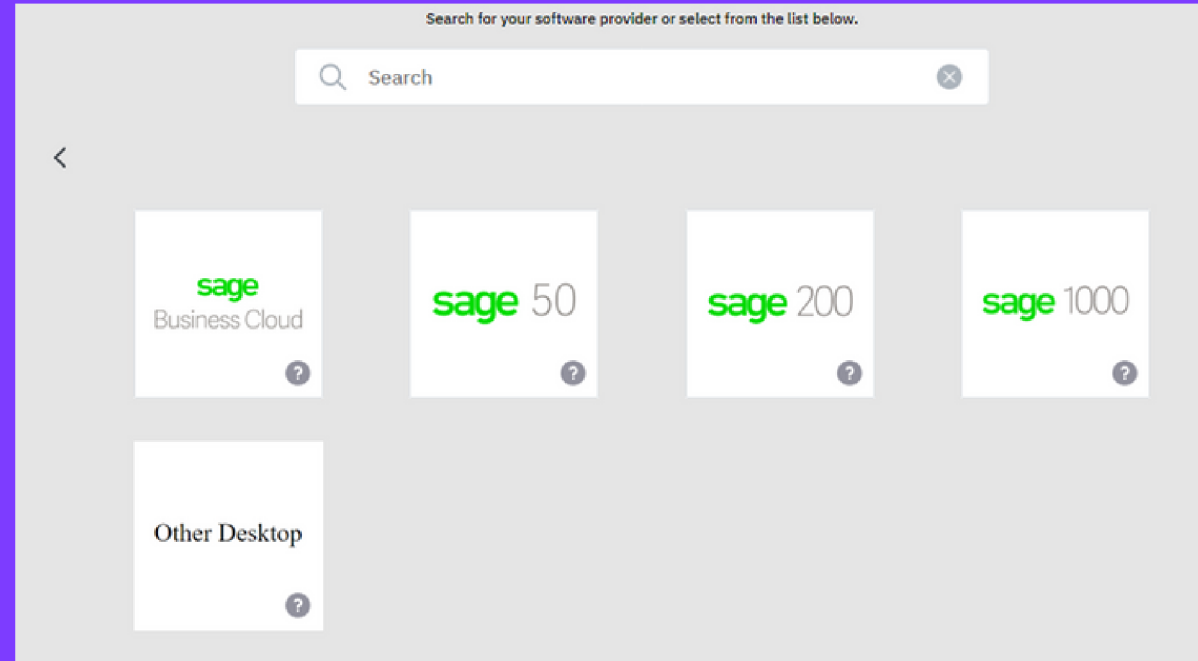 Search for your software provider or select from the list below.
Search
sage
Business Cloud
?
sage 50
?
sage 200
?
sage 1000
?
Other Desktop
?